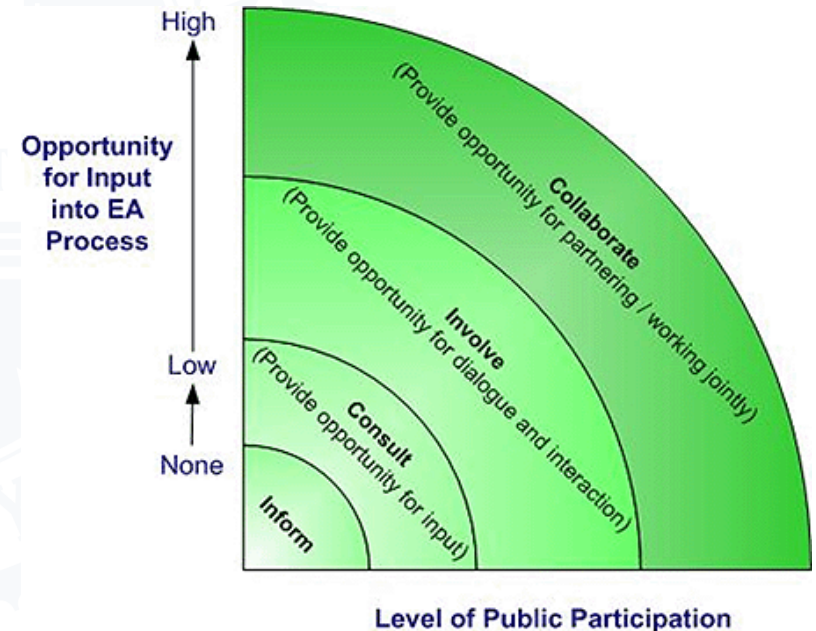 High
Opportunity
for Input
into EA
Process
Low
None
Collaborate
(Provide opportunity for partnering / working jointly)
Involve
(Provide opportunity for dialogue and interaction)
Consult
(Provide opportunity for input)
Inform
Level of Public Participation